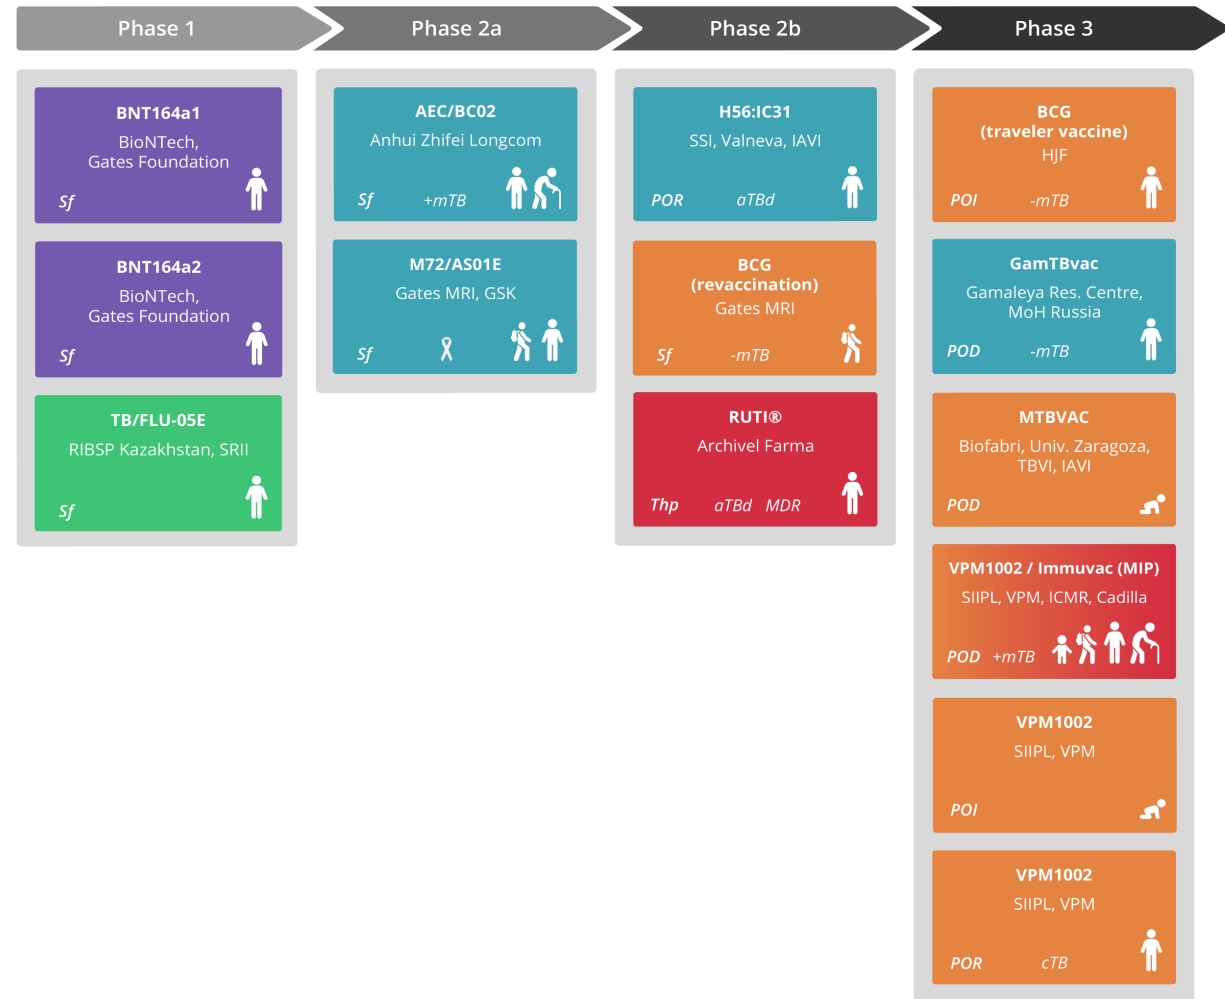 Phase 1
Phase 2a
Phase 2b
Phase 3
BNT164a1
BioNTech,
Gates Foundation
Sf
BNT164a2
BioNTech,
Gates Foundation
Sf
TB/FLU-05E
RIBSP Kazakhstan, SRII
Sf
AEC/BC02
Anhui Zhifei Longcom
Sf +mTB
M72/AS01E
Gates MRI, GSK
Sf
H56:IC31
SSI, Valneva, IAVI
POR aTBd
BCG
(revaccination)
Gates MRI
Sf -mTB
RUTI®
Archivel Farma
Thp aTBd MDR
BCG
(traveler vaccine)
HJF
POI -mTB
GamTBvac
Gamaleya Res. Centre,
MoH Russia
POD -mTB
MTBVAC
Biofabri, Univ. Zaragoza,
TBVI, IAVI
POD
VPM1002 / Immuvac (MIP)
SIIPL, VPM, ICMR, Cadilla
POD +mTB
VPM1002
SIIPL, VPM
POI
VPM1002
SIIPL, VPM
POR cTB